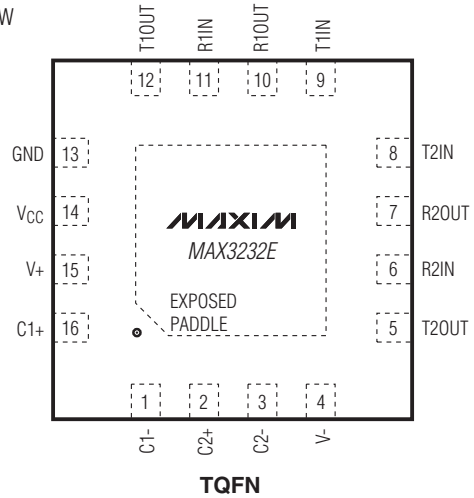 W
T1OUT R1IN R1OUT T1IN
12 11 10 9
GND 13 8 T2IN
VCC 14 7 R2OUT
MAXIM
V+ 15 MAX3232E 6 R2IN
EXPOSED
C1+ 16 PADDLE 5 T2OUT
1 2 3 4
C1- C2+ C2- V-
TQFN